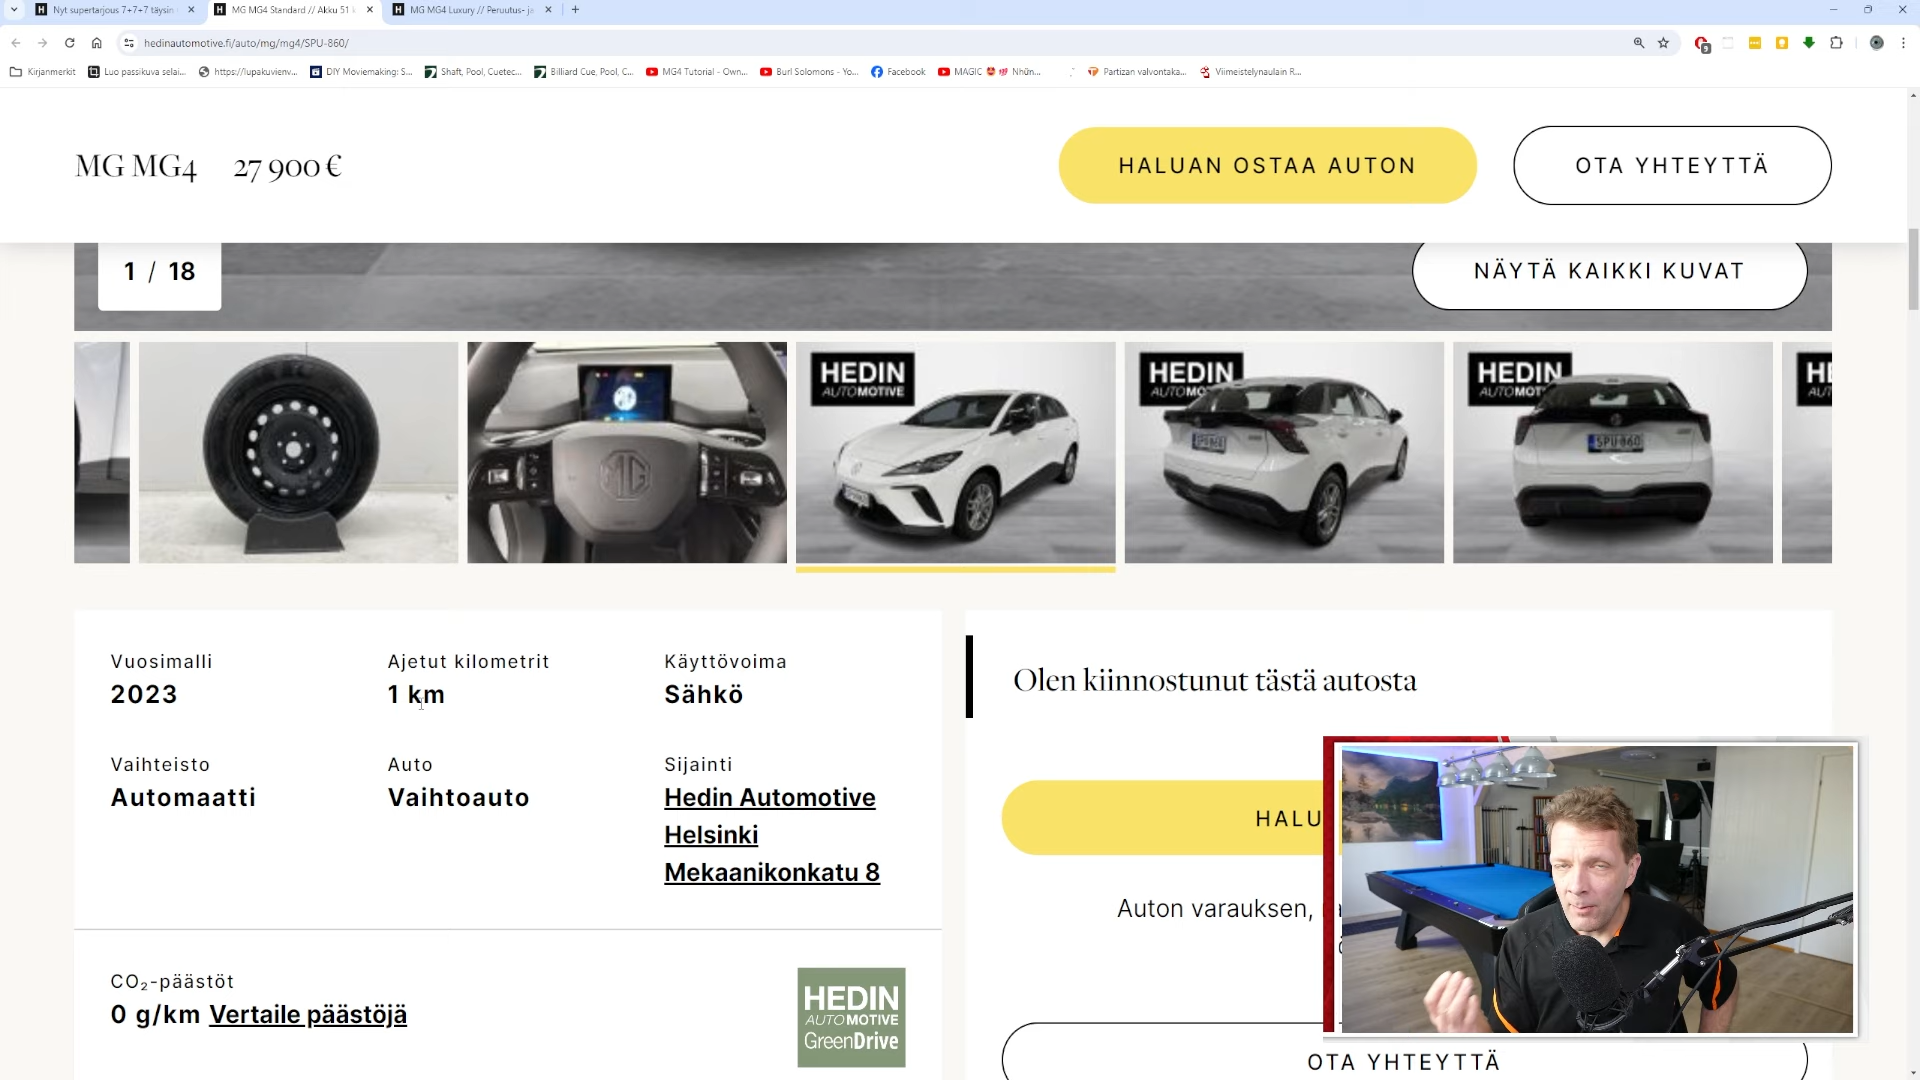 Nyt supertarjous 7+7+7 täysin
MG MG4 Standard // Akku 51 k
MG MG4 Luxury // Peruutus- ja
hedinautomotive.fi/auto/mg/mg4/SPU-860/
Kirjanmerkit
Luo passikuva selai...
https://lupakuvienv...
DIY Moviemaking: S...
Shaft, Pool, Cuetec...
Billiard Cue, Pool, C...
MG4 Tutorial - Own...
Burl Solomons - Yo...
Facebook
MAGIC
Nhữn...
Partizan valvontaka...
Viimeistelynaulain R...
MG MG4 27 900 €
HALUAN OSTAA AUTON
OTA YHTEYTTÄ
1 / 18
NÄYTÄ KAIKKI KUVAT
MG
HEDIN
AUTOMOTIVE
HEDIN
AUTOMOTIVE
SPU-860
HEDIN
AUTOMOTIVE
SPU-860
Vuosimalli
2023
Ajetut kilometrit
1 km
Käyttövoima
Sähkö
Vaihteisto
Automaatti
Auto
Vaihtoauto
Sijainti
Hedin Automotive
Helsinki
Mekaanikonkatu 8
CO₂-päästöt
0 g/km Vertaile päästöjä
HEDIN
AUTOMOTIVE
GreenDrive
Olen kiinnostunut tästä autosta
HALU
Auton varauksen,
OTA YHTEYTTÄ